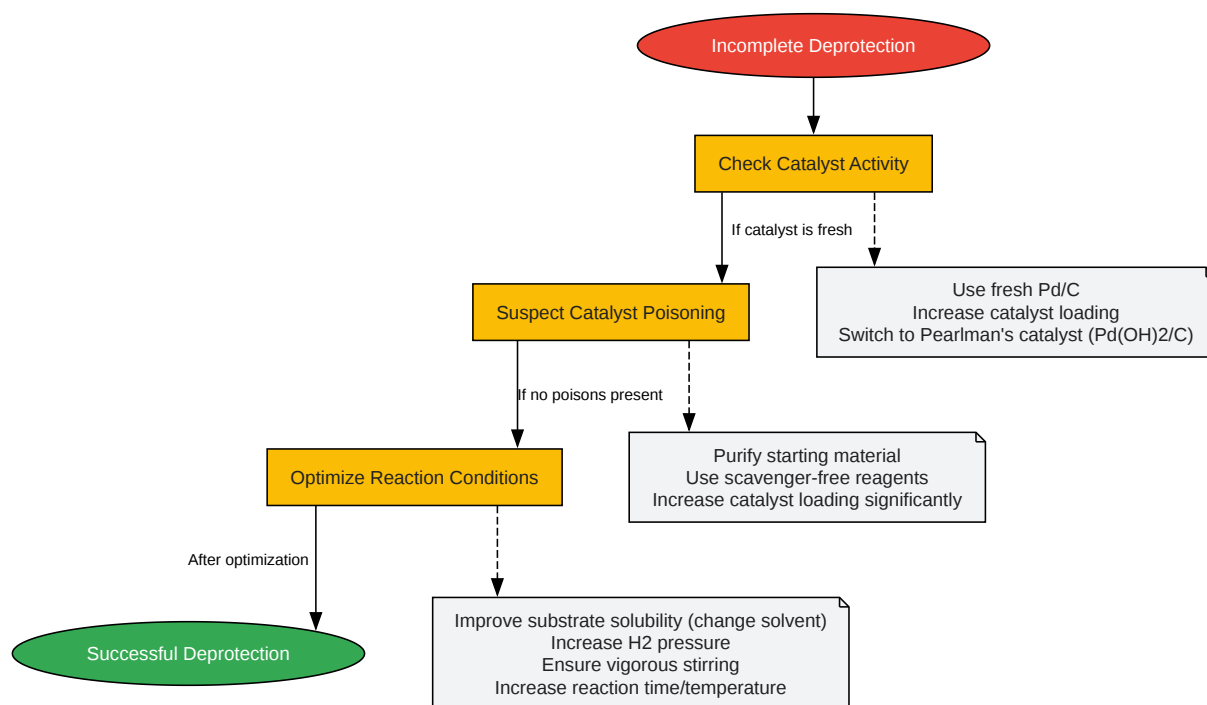 Incomplete Deprotection
Check Catalyst Activity
If catalyst is fresh
Use fresh Pd/C
Increase catalyst loading
Switch to Pearlman's catalyst (Pd(OH)2/C)
Suspect Catalyst Poisoning
If no poisons present
Purify starting material
Use scavenger-free reagents
Increase catalyst loading significantly
Optimize Reaction Conditions
After optimization
Improve substrate solubility (change solvent)
Increase H2 pressure
Ensure vigorous stirring
Increase reaction time/temperature
Successful Deprotection